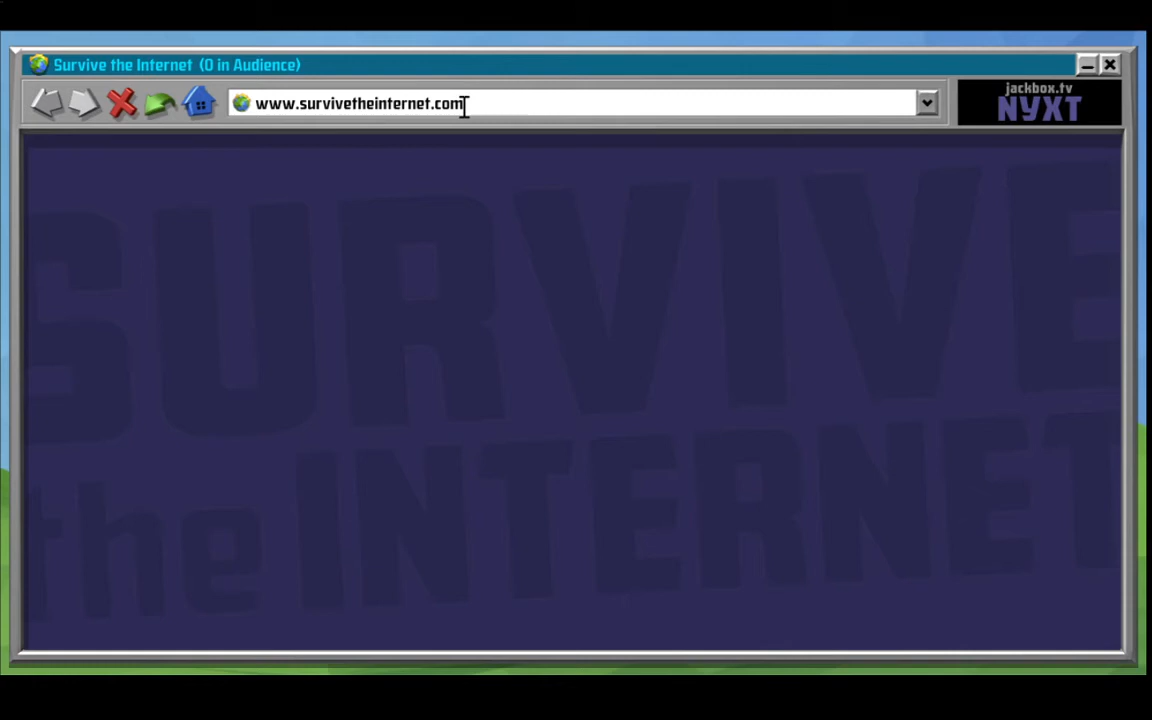 Survive the Internet (0 in Audience)
www.survivetheinternet.com
jackbox.tv
NYXT
SURVIVE
the INTERNET